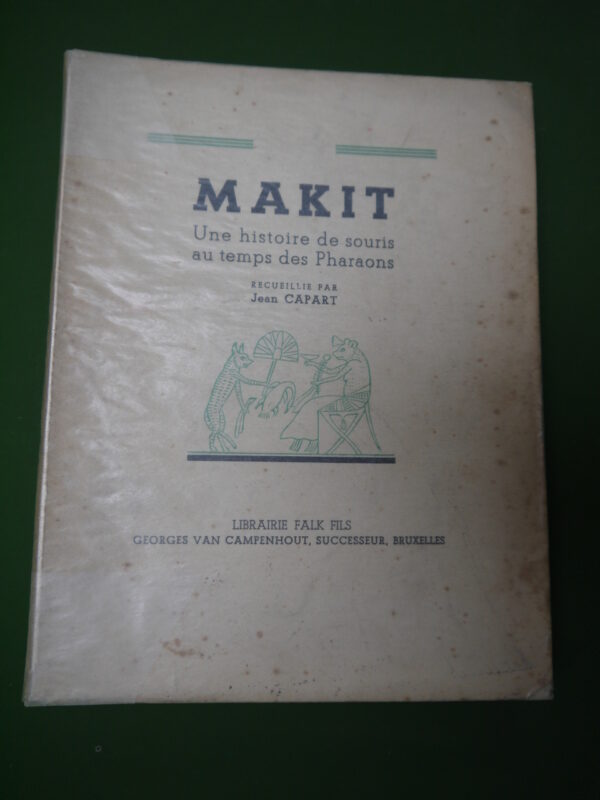 MAKIT
Une histoire de souris
au temps des Pharaons
RECUEILLIE PAR
Jean CAPART
LIBRAIRIE FALK FILS
GEORGES VAN CAMPENHOUT, SUCCESSEUR, BRUXELLES